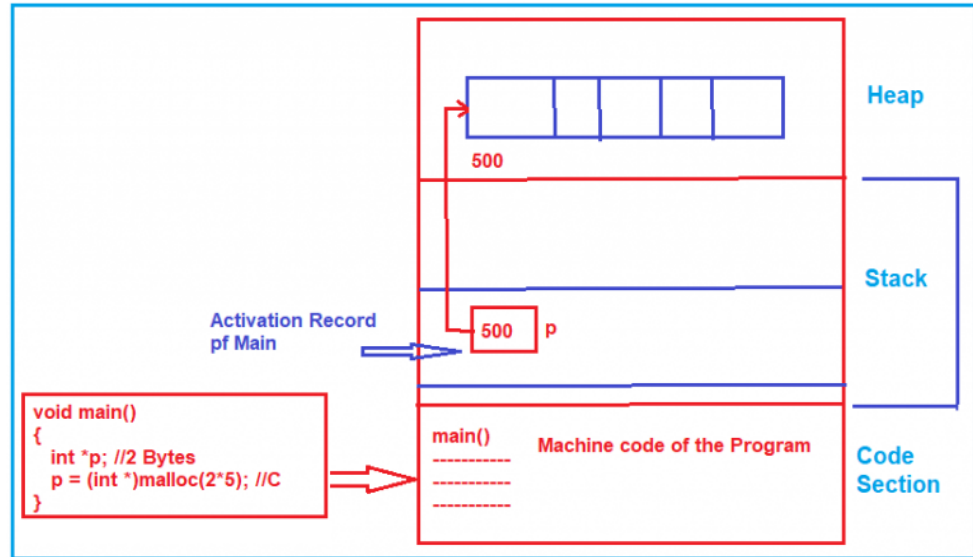 Heap
500
Stack
Activation Record
pf Main
500
p
void main()
{
int *p; //2 Bytes
p = (int *)malloc(2*5); //C
}
main()
-----------
-----------
-----------
Machine code of the Program
Code
Section